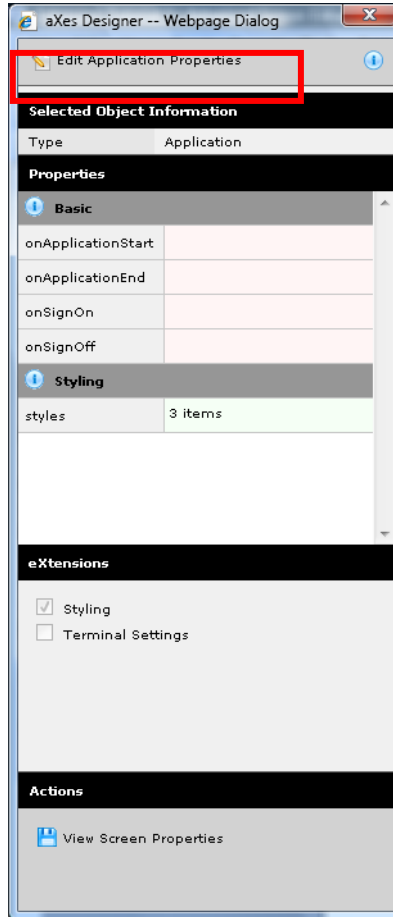 aXes Designer -- Webpage Dialog
Edit Application Properties
Selected Object Information
Type Application
Properties
Basic
onApplicationStart
onApplicationEnd
onSignOn
onSignOff
Styling
styles 3 items
eXtensions
Styling
Terminal Settings
Actions
View Screen Properties